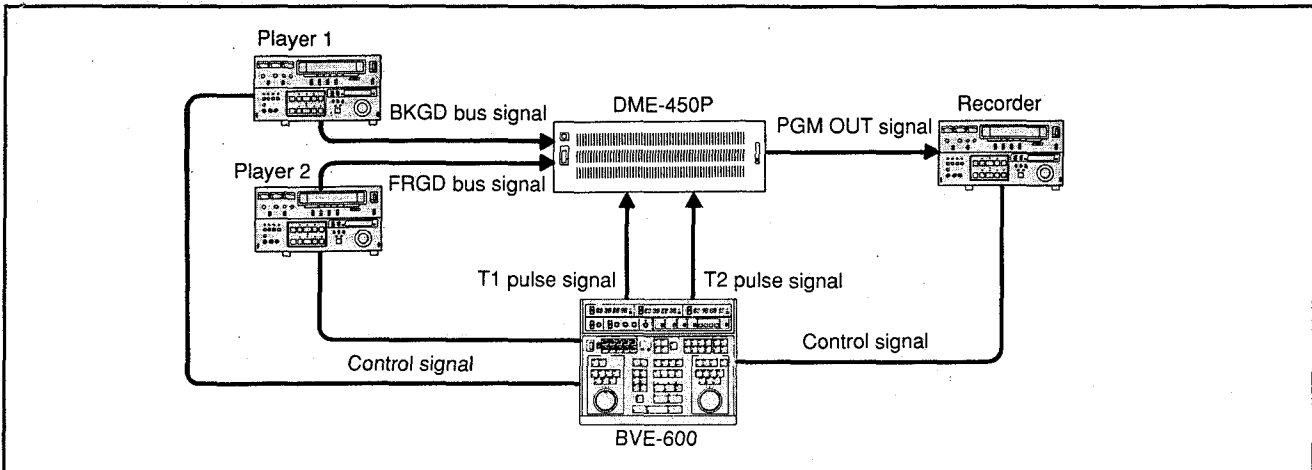 Player 1
DME-450P
Recorder
BKGD bus signal
PGM OUT signal
Player 2
FRGD bus signal
T1 pulse signal
T2 pulse signal
Control signal
Control signal
BVE-600